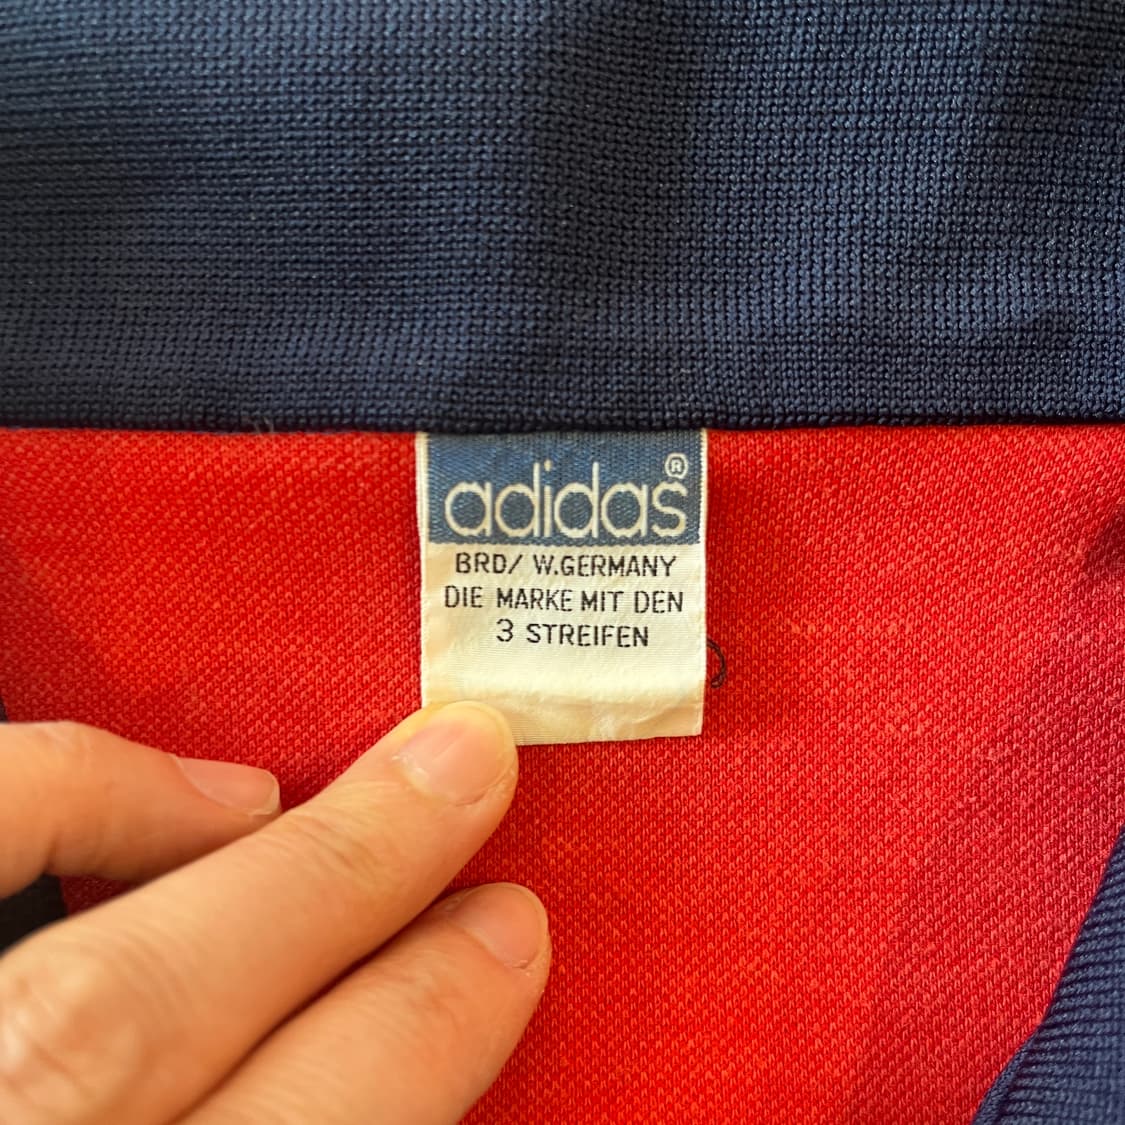 adidas®
BRD/ W.GERMANY
DIE MARKE MIT DEN
3 STREIFEN